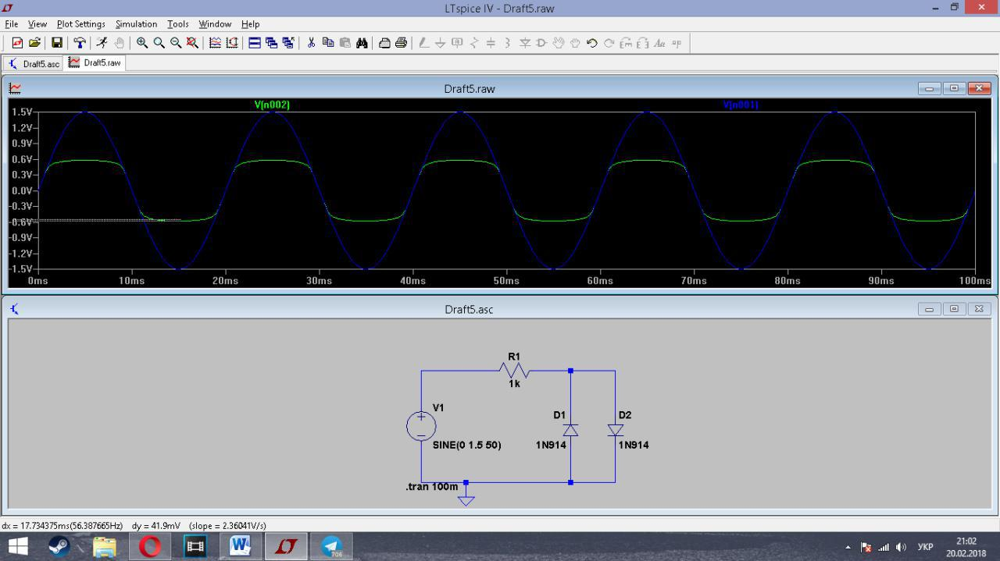 LTspice IV - Draft5.raw
File View Plot Settings Simulation Tools Window Help
Draft5.asc Draft5.raw
Draft5.raw
V(n002) V(n001)
1.5V
1.2V
0.9V
0.6V
0.3V
0.0V
-0.3V
-0.6V
-0.9V
-1.2V
-1.5V
0ms 10ms 20ms 30ms 40ms 50ms 60ms 70ms 80ms 90ms 100ms
Draft5.asc
R1
1k
V1
SINE(0 1.5 50)
D1
1N914
D2
1N914
.tran 100m
dx = 17.734375ms(56.387665Hz) dy = 41.9mV (slope = 2.36041V/s)
706
УКР
21:02
20.02.2018